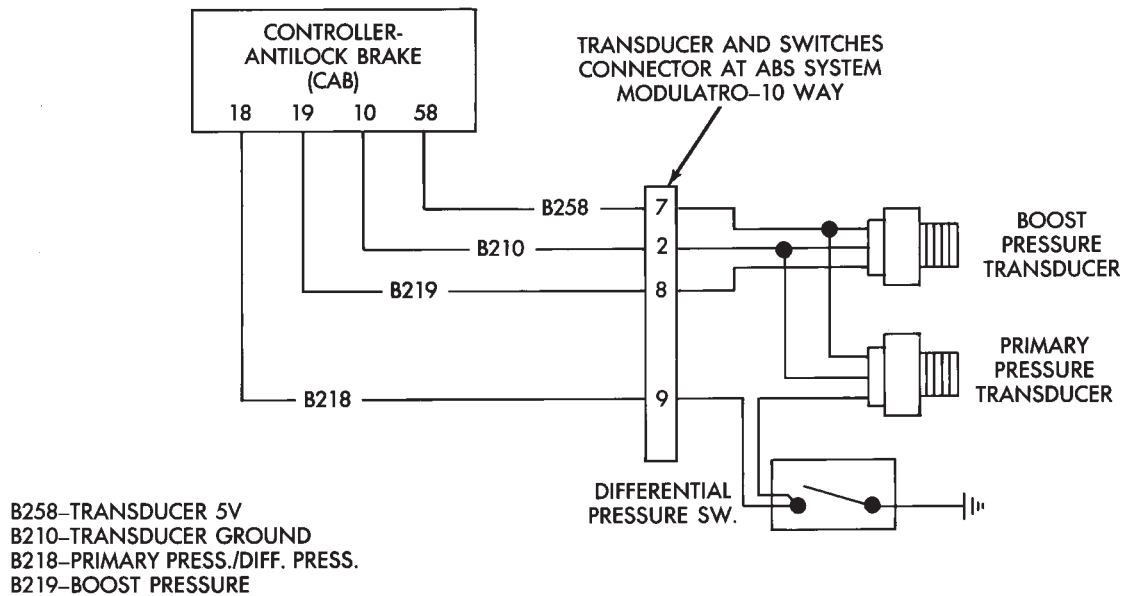 CONTROLLER-
ANTILOCK BRAKE
(CAB)
18 19 10 58
TRANSDUCER AND SWITCHES
CONNECTOR AT ABS SYSTEM
MODULATRO–10 WAY
B258
7
B210
2
B219
8
B218
9
BOOST
PRESSURE
TRANSDUCER
PRIMARY
PRESSURE
TRANSDUCER
DIFFERENTIAL
PRESSURE SW.
B258–TRANSDUCER 5V
B210–TRANSDUCER GROUND
B218–PRIMARY PRESS./DIFF. PRESS.
B219–BOOST PRESSURE